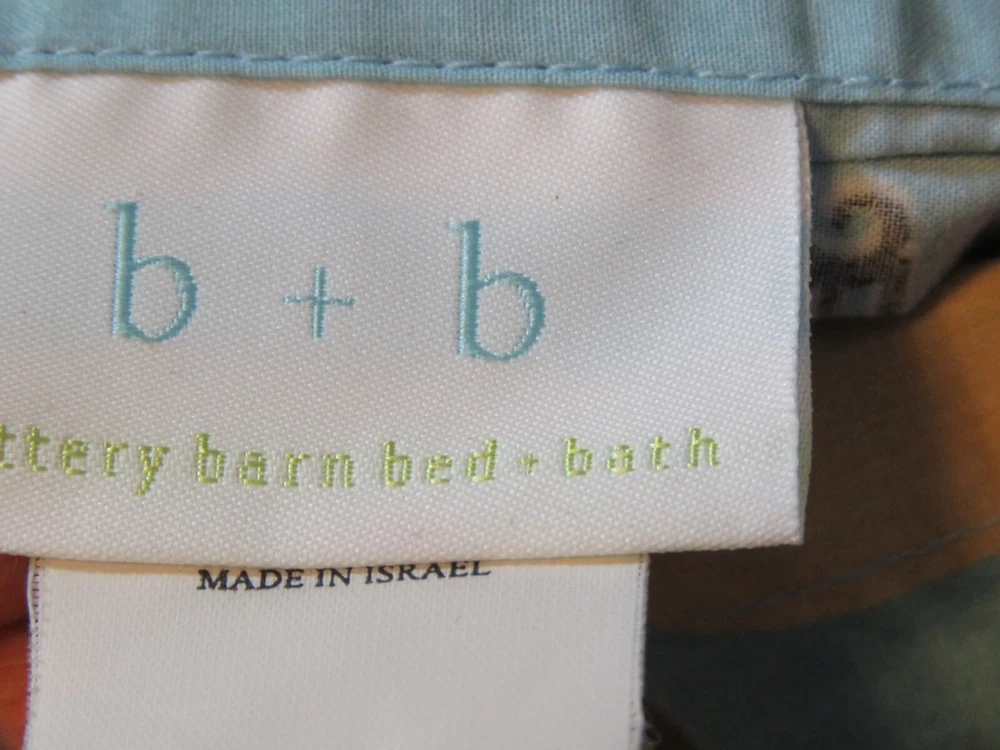 b + b
ttery barn bed + bath
MADE IN ISRAEL